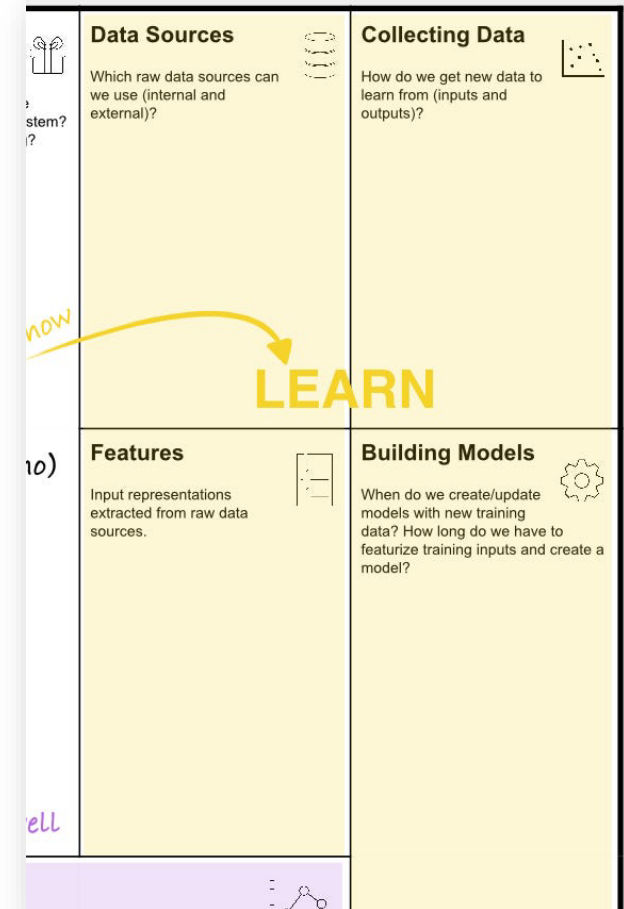 Data Sources
Which raw data sources can
we use (internal and
external)?
Collecting Data
How do we get new data to
learn from (inputs and
outputs)?
stem?
?
now
LEARN
Features
Input representations
extracted from raw data
sources.
Building Models
When do we create/update
models with new training
data? How long do we have to
featurize training inputs and create a
model?
no)
ell